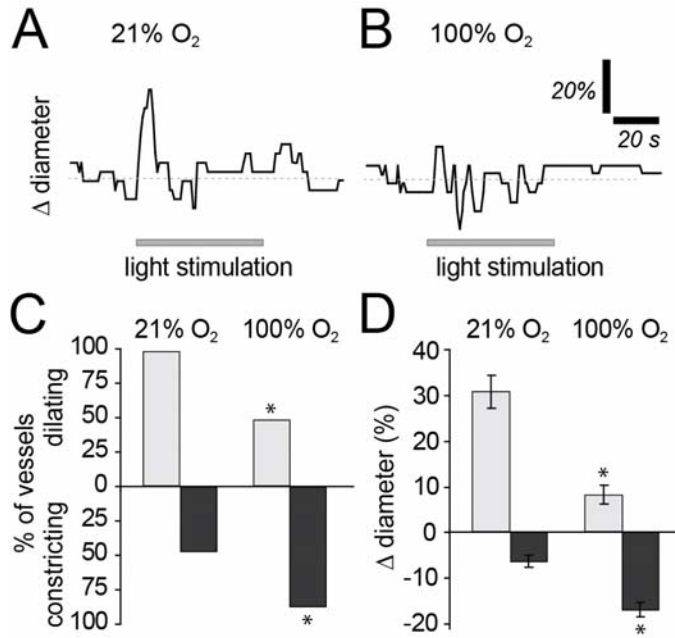 A
21% O₂
B
100% O₂
20%
20 s
Δ diameter
light stimulation
light stimulation
C
21% O₂
100% O₂
% of vessels
constricting dilating
100
75
50
25
0
25
50
75
100
*
*
D
21% O₂
100% O₂
Δ diameter (%)
40
30
20
10
0
-10
-20
*
*